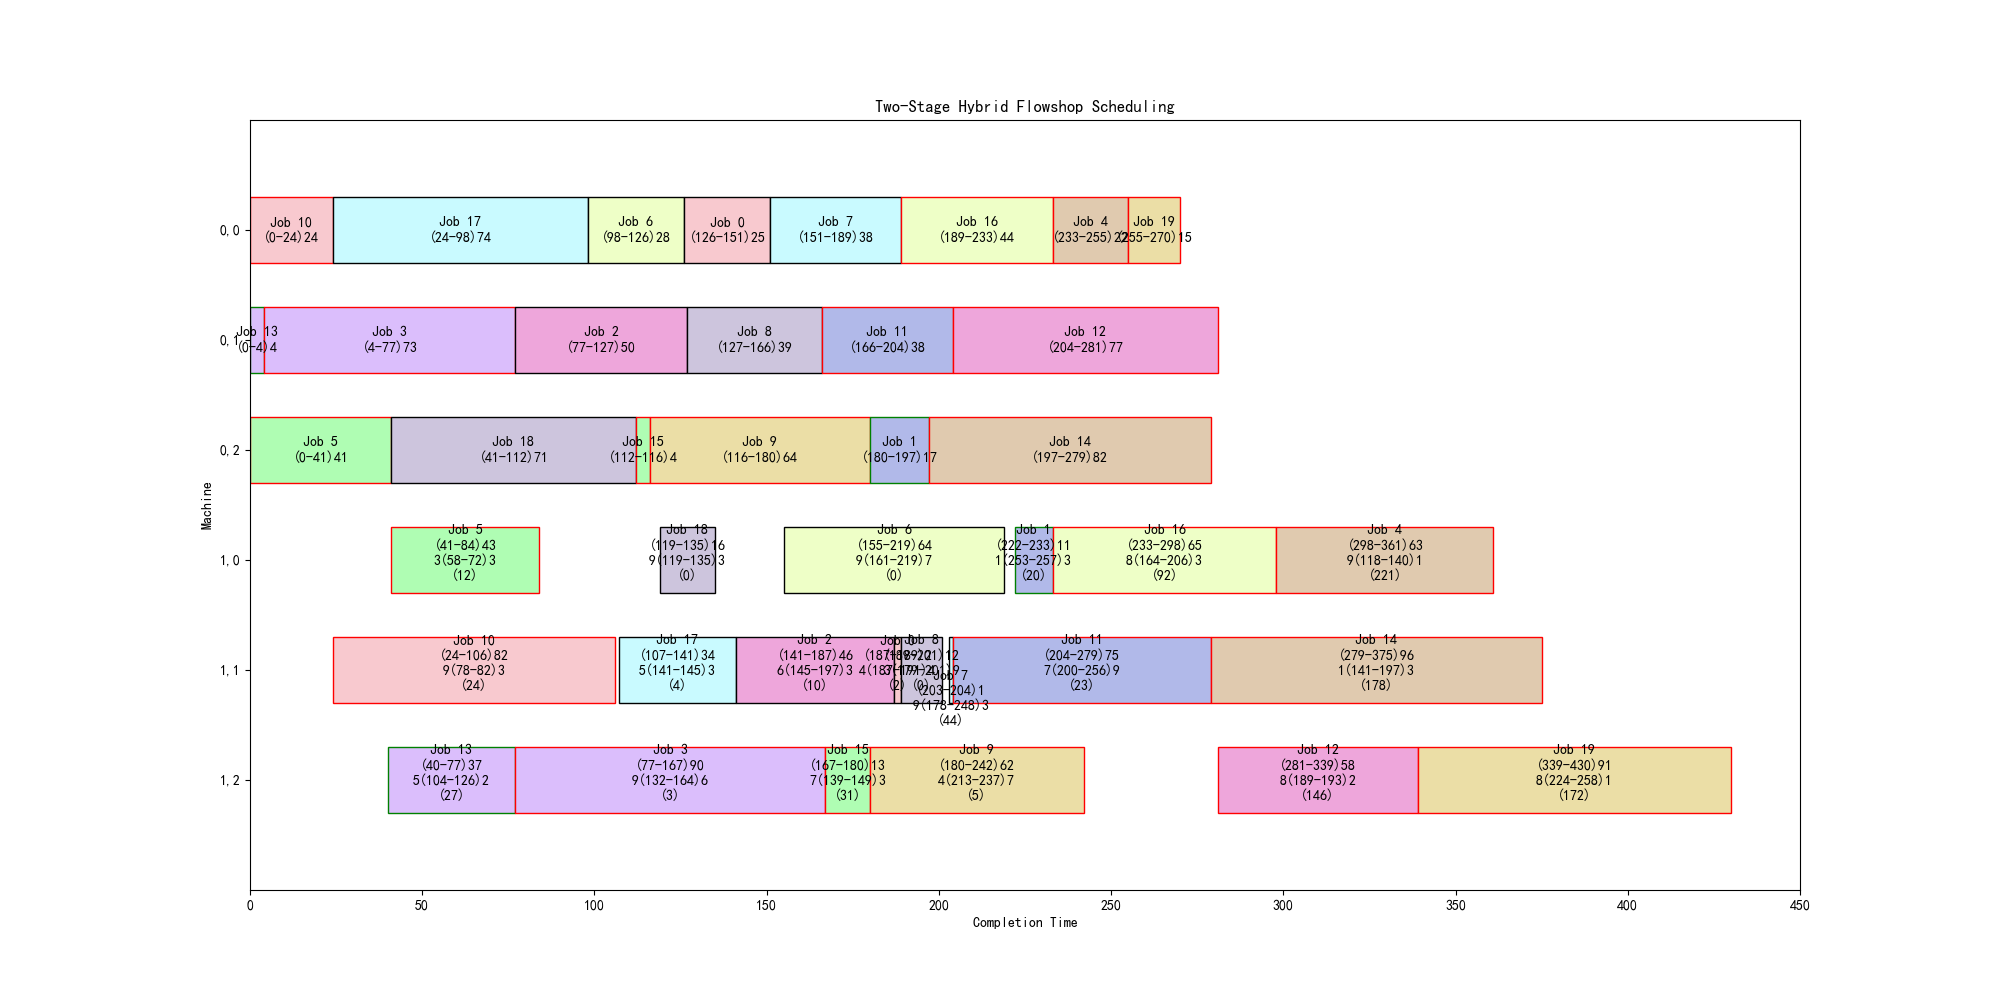 Two-Stage Hybrid Flowshop Scheduling
0,0
Job 10
(0-24)24
Job 17
(24-98)74
Job 6
(98-126)28
Job 0
(126-151)25
Job 7
(151-189)38
Job 16
(189-233)44
Job 4
(233-255)22
Job 19
(255-270)15
0,1
Job 13
(0-4)4
Job 3
(4-77)73
Job 2
(77-127)50
Job 8
(127-166)39
Job 11
(166-204)38
Job 12
(204-281)77
0,2
Job 5
(0-41)41
Job 18
(41-112)71
Job 15
(112-116)4
Job 9
(116-180)64
Job 1
(180-197)17
Job 14
(197-279)82
Machine
1,0
Job 5
(41-84)43
3(58-72)3
(12)
Job 18
(119-135)16
9(119-135)3
(0)
Job 6
(155-219)64
9(161-219)7
(0)
Job 1
(222-233)11
1(253-257)3
(20)
Job 16
(233-298)65
8(164-206)3
(92)
Job 4
(298-361)63
9(118-140)1
(221)
1,1
Job 10
(24-106)82
9(78-82)3
(24)
Job 17
(107-141)34
5(141-145)3
(4)
Job 2
(141-187)46
6(145-197)3
(10)
Job 8
(0)
Job 7
(203-204)1
9(178-248)3
(44)
Job 11
(204-279)75
7(200-256)9
(23)
Job 14
(279-375)96
1(141-197)3
(178)
1,2
Job 13
(40-77)37
5(104-126)2
(27)
Job 3
(77-167)90
9(132-164)6
(3)
Job 15
(167-180)13
7(139-149)3
(31)
Job 9
(180-242)62
4(213-237)7
(5)
Job 12
(281-339)58
8(189-193)2
(146)
Job 19
(339-430)91
8(224-258)1
(172)
0
50
100
150
200
250
300
350
400
450
Completion Time